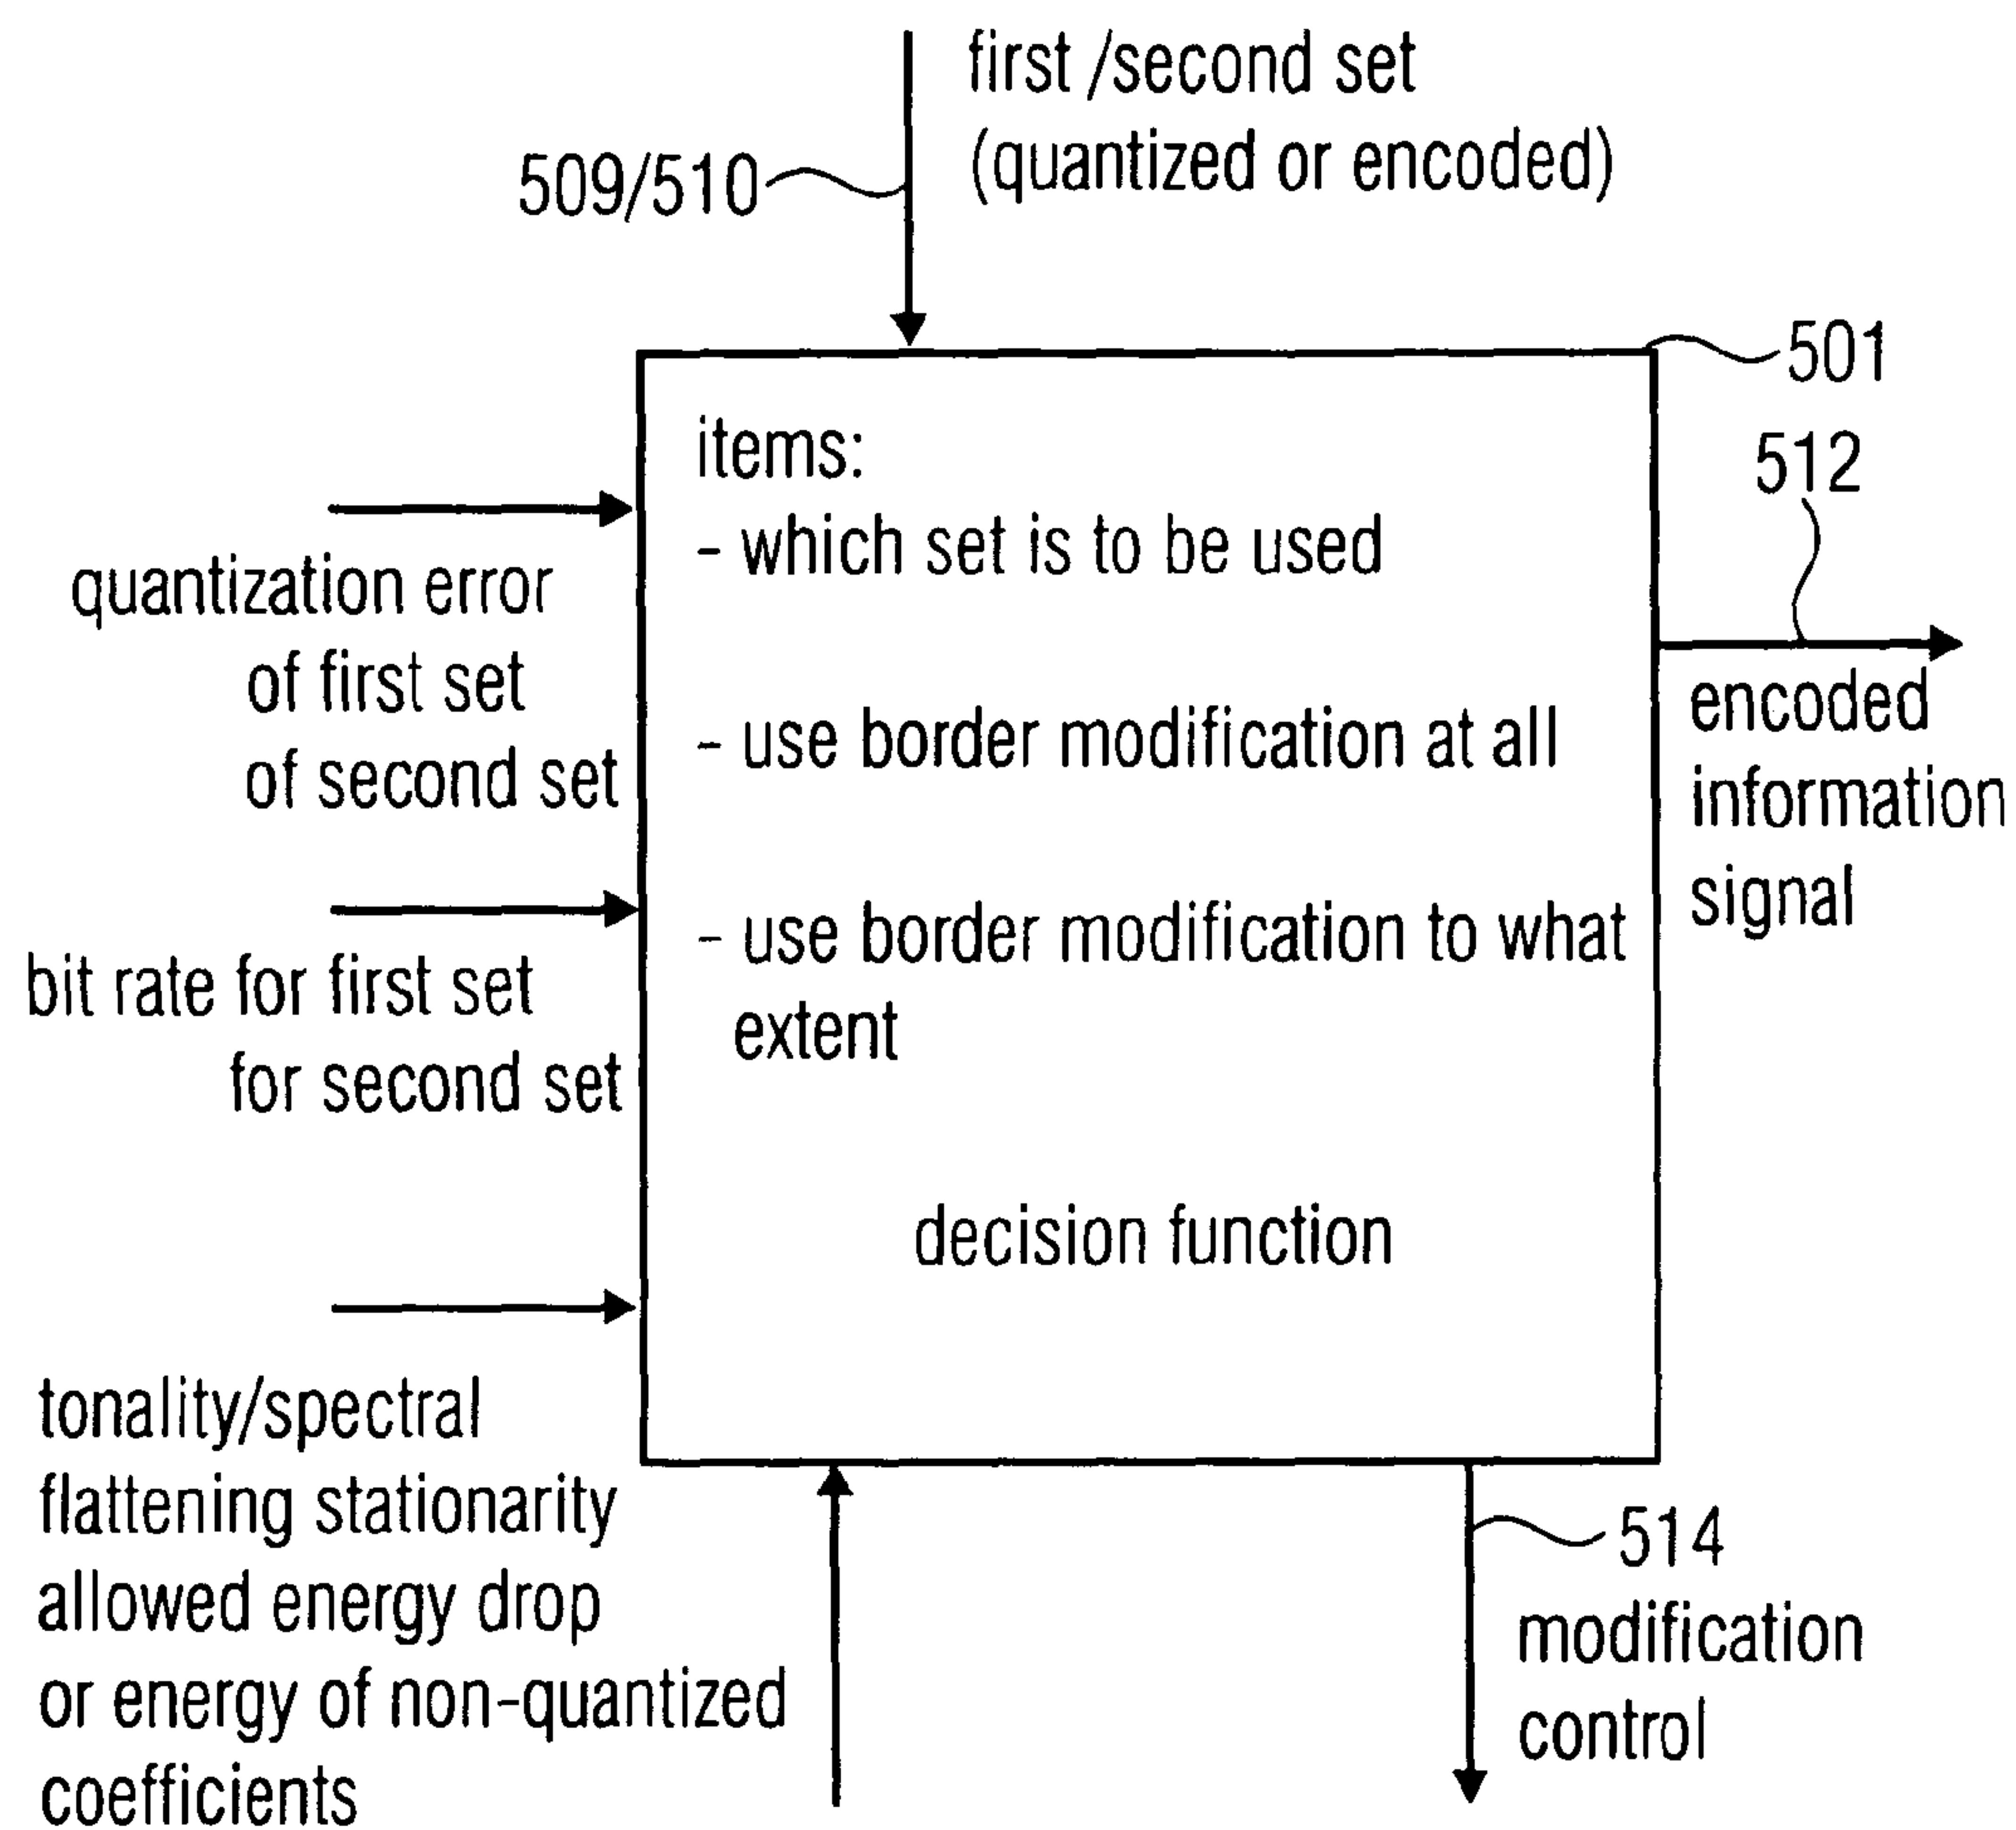 first /second set
(quantized or encoded)
509/510
501
512
items:
- which set is to be used
- use border modification at all
- use border modification to what
extent
decision function
quantization error
of first set
of second set
bit rate for first set
for second set
tonality/spectral
flattening stationarity
allowed energy drop
or energy of non-quantized
coefficients
encoded
information
signal
514
modification
control